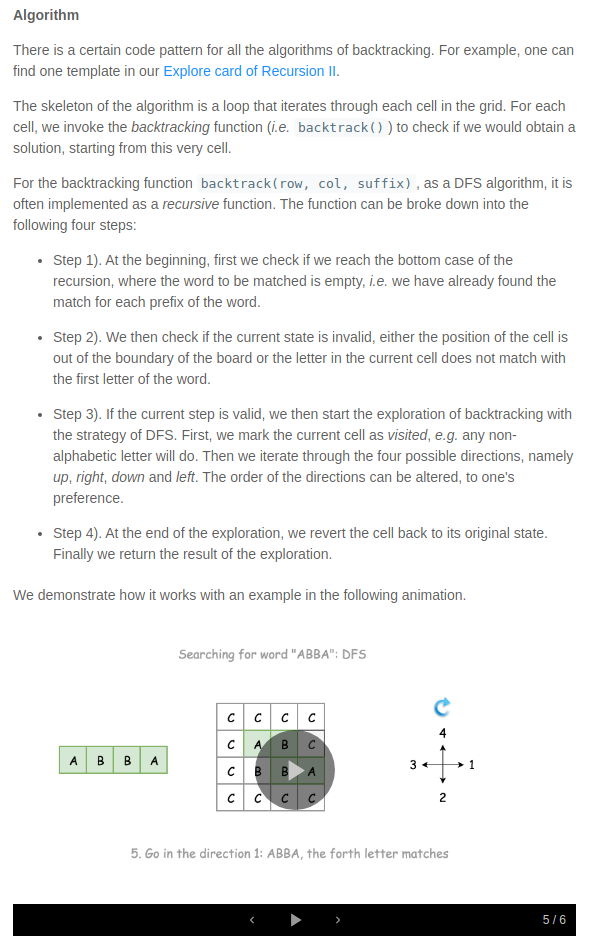 Algorithm
There is a certain code pattern for all the algorithms of backtracking. For example, one can
find one template in our Explore card of Recursion II.
The skeleton of the algorithm is a loop that iterates through each cell in the grid. For each
cell, we invoke the backtracking function (i.e. backtrack() ) to check if we would obtain a
solution, starting from this very cell.
For the backtracking function backtrack(row, col, suffix) , as a DFS algorithm, it is
often implemented as a recursive function. The function can be broke down into the
following four steps:
• Step 1). At the beginning, first we check if we reach the bottom case of the
recursion, where the word to be matched is empty, i.e. we have already found the
match for each prefix of the word.
• Step 2). We then check if the current state is invalid, either the position of the cell is
out of the boundary of the board or the letter in the current cell does not match with
the first letter of the word.
• Step 3). If the current step is valid, we then start the exploration of backtracking with
the strategy of DFS. First, we mark the current cell as visited, e.g. any non-
alphabetic letter will do. Then we iterate through the four possible directions, namely
up, right, down and left. The order of the directions can be altered, to one's
preference.
• Step 4). At the end of the exploration, we revert the cell back to its original state.
Finally we return the result of the exploration.
We demonstrate how it works with an example in the following animation.
Searching for word "ABBA": DFS
A B B A
C C C C
C A B C
C B B A
C C C C
4
3 1
2
5. Go in the direction 1: ABBA, the forth letter matches
5 / 6